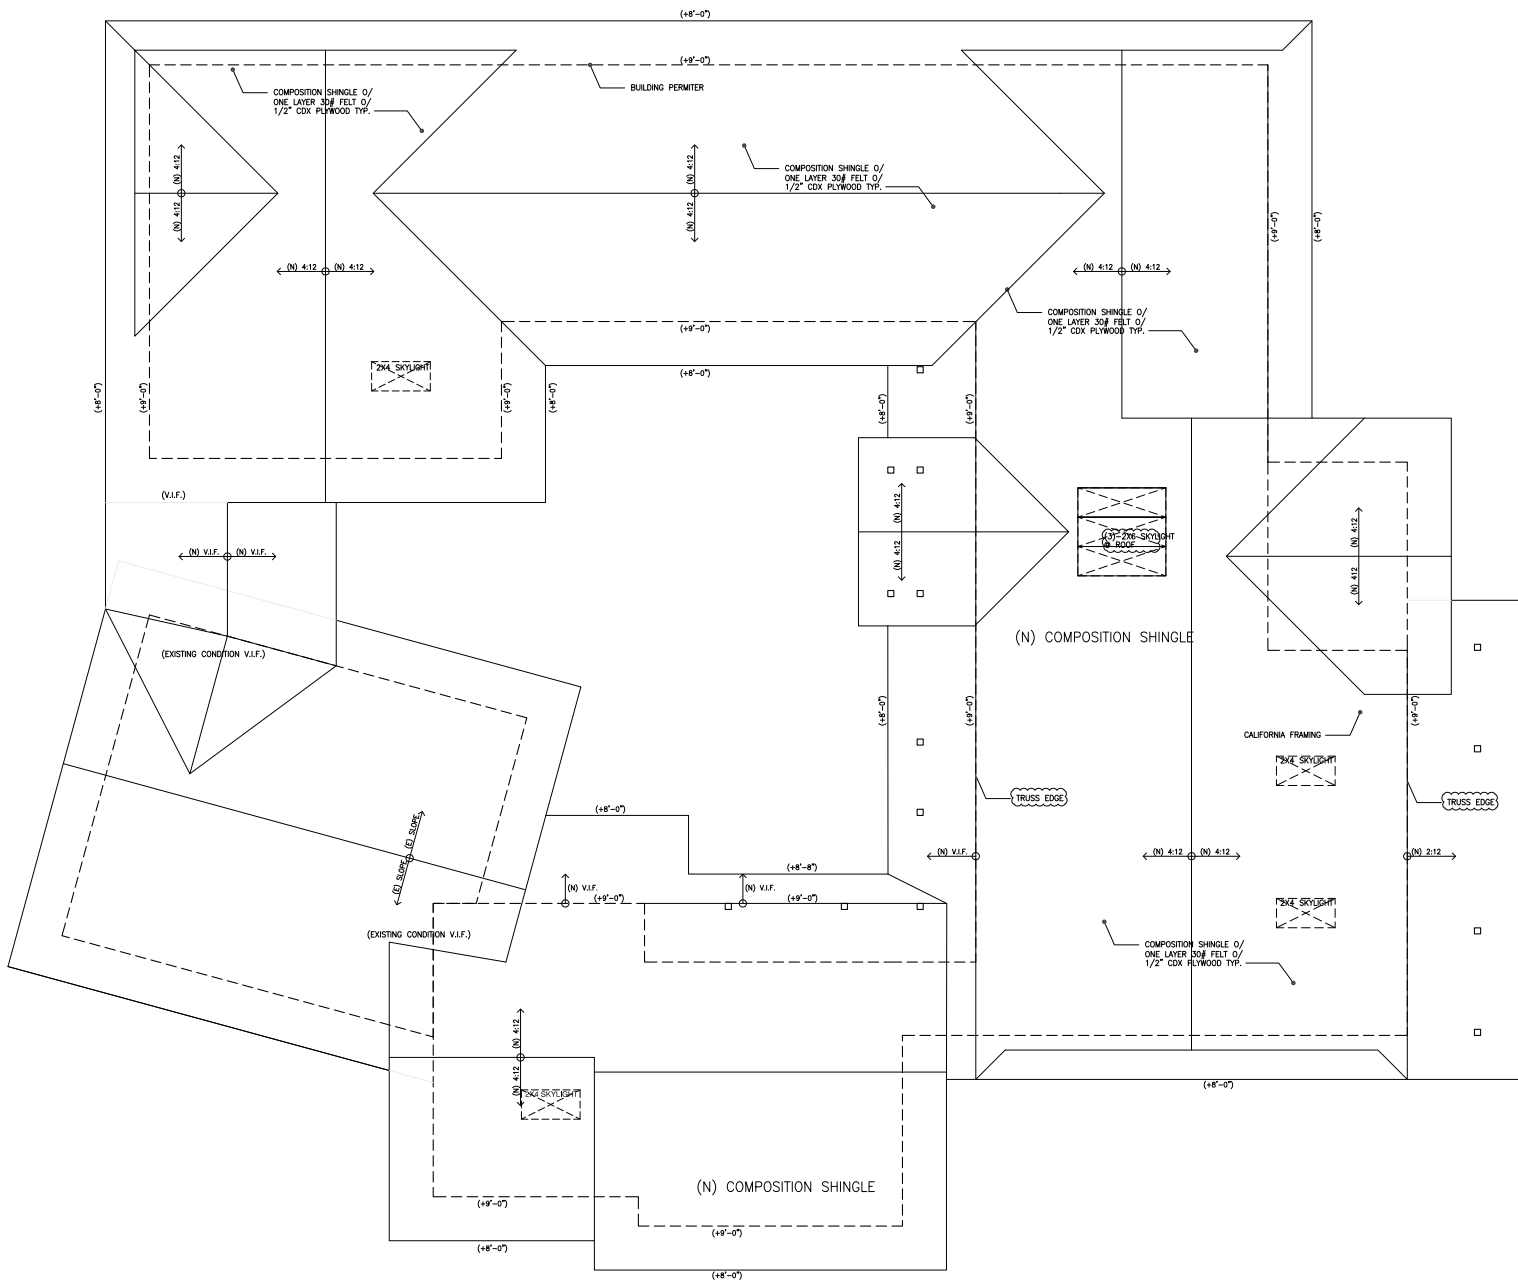 (+8'-0")
(+9'-0")
COMPOSITION SHINGLE O/
ONE LAYER 30# FELT O/
1/2" CDX PLYWOOD TYP.
BUILDING PERMITER
COMPOSITION SHINGLE O/
ONE LAYER 30# FELT O/
1/2" CDX PLYWOOD TYP.
(N) 4:12
(N) 4:12
(N) 4:12
(N) 4:12
(+9'-0")
(+8'-0")
(N) 4:12 (N) 4:12
(N) 4:12 (N) 4:12
COMPOSITION SHINGLE O/
ONE LAYER 30# FELT O/
1/2" CDX PLYWOOD TYP.
(+9'-0")
2X4 SKYLIGHT
(+8'-0")
(+8'-0")
(+9'-0")
(+9'-0")
(+8'-0")
(+8'-0")
(+9'-0")
(V.I.F.)
(N) 4:12
(N) 4:12
(3)-2X6 SKYLIGHT
@ ROOF
(N) 4:12
(N) 412
(N) V.I.F. (N) V.I.F.
(N) COMPOSITION SHINGLE
(EXISTING CONDITION V.I.F.)
(+8'-0")
(+9'-0")
(+9'-0")
CALIFORNIA FRAMING
2X4 SKYLIGHT
TRUSS EDGE
TRUSS EDGE
(+8'-0")
(E) SLOPE
(E) SLOPE
(N) V.I.F.
(N) 4:12 (N) 4:12
(N) 2:12
(+8'-8")
(N) V.I.F.
(N) V.I.F.
(+9'-0")
(+9'-0")
2X4 SKYLIGHT
(EXISTING CONDITION V.I.F.)
COMPOSITION SHINGLE O/
ONE LAYER 30# FELT O/
1/2" CDX PLYWOOD TYP.
(N) 4:12
(N) 4:12
2X4 SKYLIGHT
(+8'-0")
(N) COMPOSITION SHINGLE
(+9'-0")
(+9'-0")
(+8'-0")
(+8'-0")